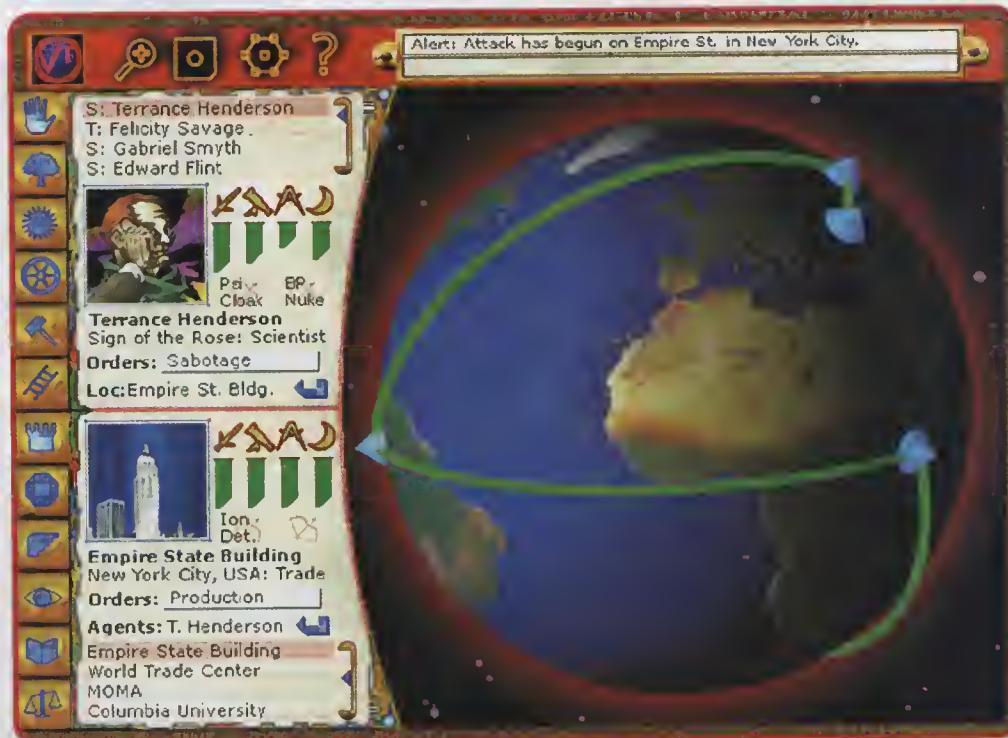 Alert: Attack has begun on Empire St. in New York City.
S: Terrance Henderson
T: Felicity Savage
S: Gabriel Smyth
S: Edward Flint
Psi BP
Cloak Nuke
Terrance Henderson
Sign of the Rose: Scientist
Orders: Sabotage
Loc: Empire St. Bldg.
Ion
Det.
Empire State Building
New York City, USA: Trade
Orders: Production
Agents: T. Henderson
Empire State Building
World Trade Center
MOMA
Columbia University